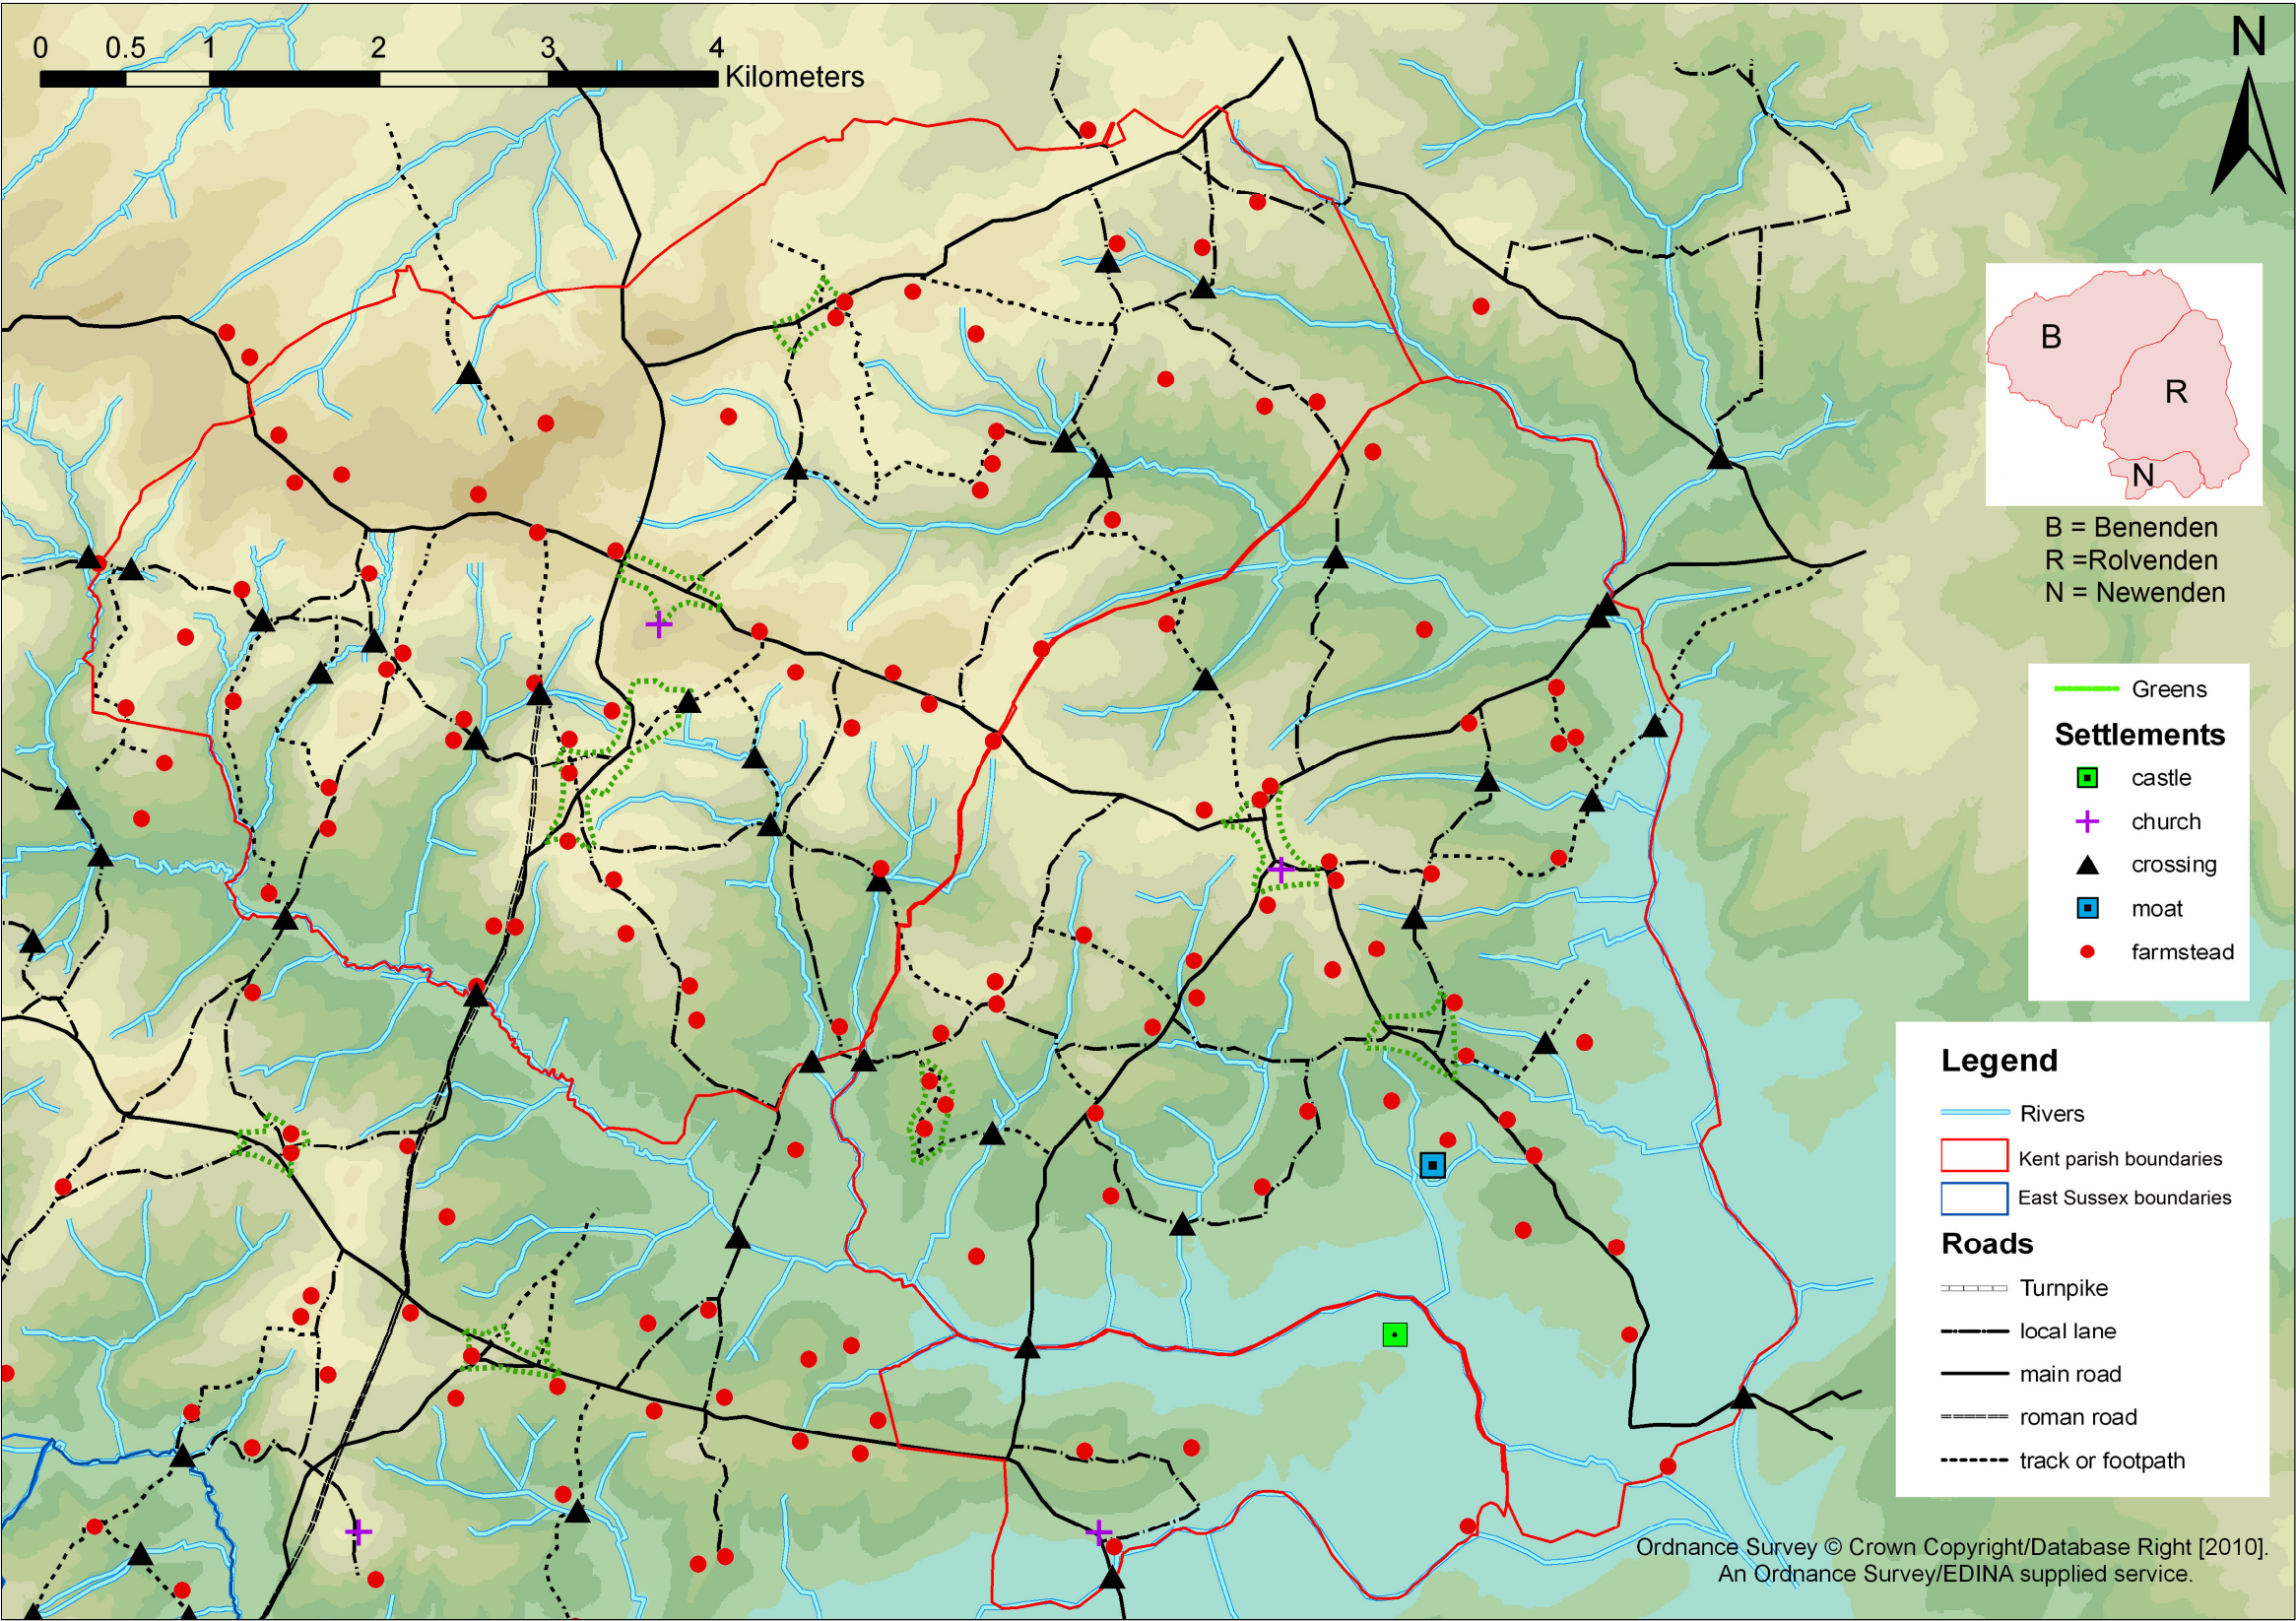 0 0.5 1 2 3 4
Kilometers
N
B
R
N
B = Benenden
R =Rolvenden
N = Newenden
Greens
Settlements
castle
church
crossing
moat
farmstead
Legend
Rivers
Kent parish boundaries
East Sussex boundaries
Roads
Turnpike
local lane
main road
roman road
track or footpath
Ordnance Survey © Crown Copyright/Database Right [2010].
An Ordnance Survey/EDINA supplied service.